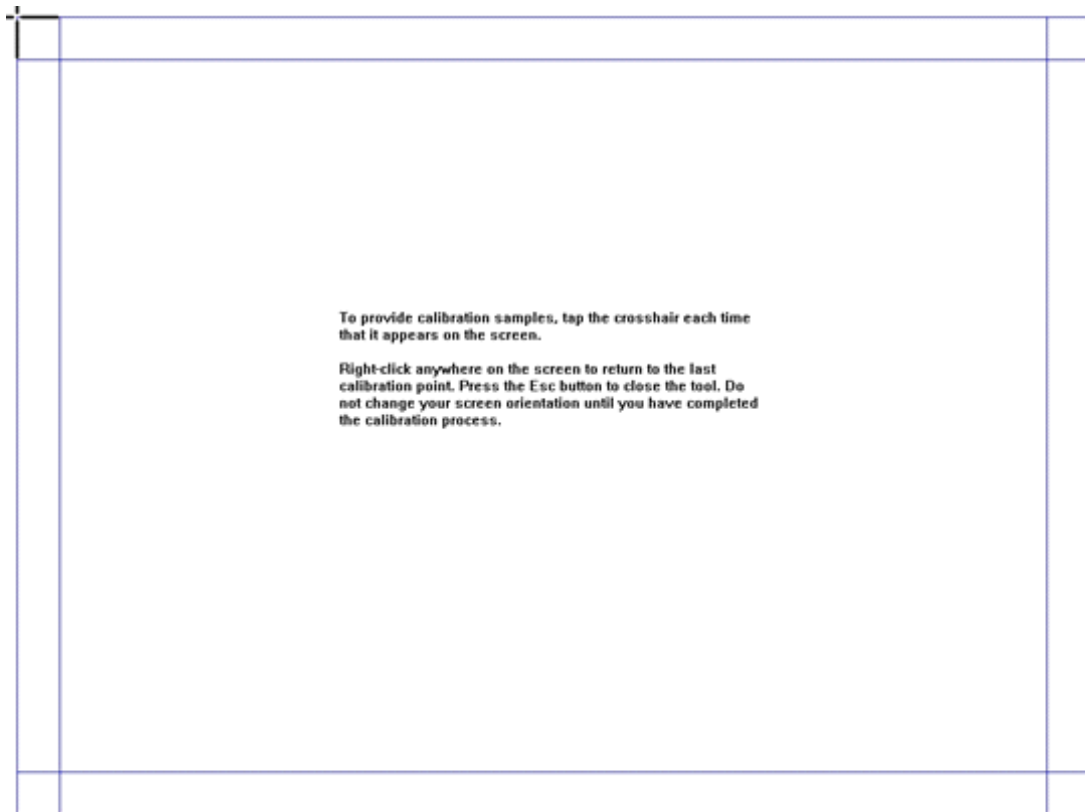 To provide calibration samples, tap the crosshair each time
that it appears on the screen.
Right-click anywhere on the screen to return to the last
calibration point. Press the Esc button to close the tool. Do
not change your screen orientation until you have completed
the calibration process.